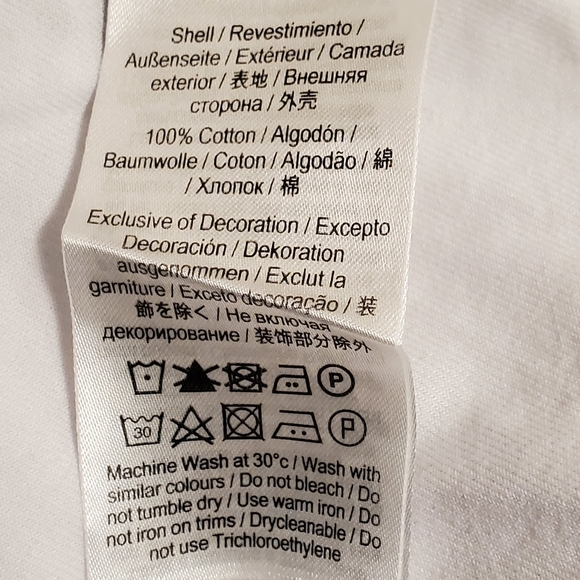 Shell / Revestimiento /
Außenseite / Extérieur / Camada
exterior / 表地 / Внешняя
сторона / 外壳
100% Cotton / Algodón /
Baumwolle / Coton / Algodão / 綿
/ Хлопок / 棉
Exclusive of Decoration / Excepto
Decoración / Dekoration
ausgenommen / Exclut la
garniture / Exceto decoração / 装
飾を除く / Не включая
декорирование / 装饰部分除外
P
30 P
Machine Wash at 30°c / Wash with
similar colours / Do not bleach / Do
not tumble dry / Use warm iron / Do
not iron on trims / Drycleanable / Do
not use Trichloroethylene